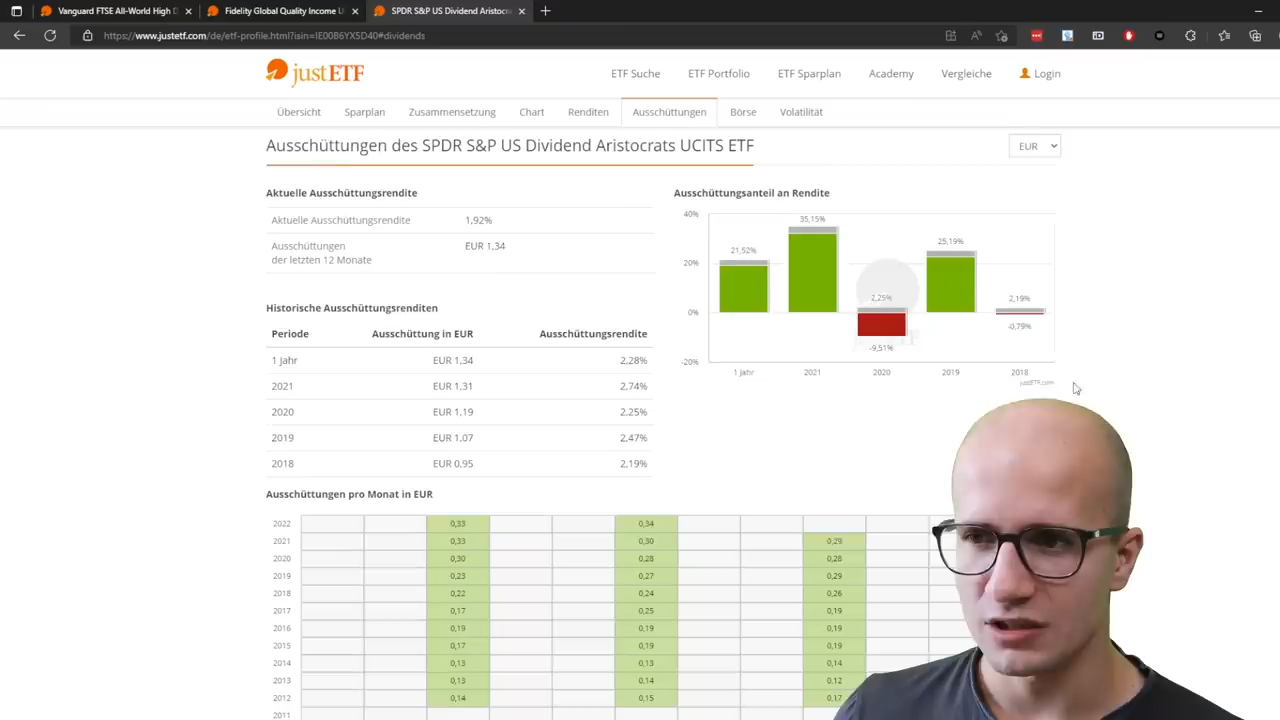 Vanguard FTSE All-World High D
Fidelity Global Quality Income U
SPDR S&P US Dividend Aristocra
https://www.justetf.com/de/etf-profile.html?isin=IE00B6YX5D40#dividends
justETF
ETF Suche
ETF Portfolio
ETF Sparplan
Academy
Vergleiche
Login
Übersicht
Sparplan
Zusammensetzung
Chart
Renditen
Ausschüttungen
Börse
Volatilität
Ausschüttungen des SPDR S&P US Dividend Aristocrats UCITS ETF
EUR
Aktuelle Ausschüttungsrendite
Aktuelle Ausschüttungsrendite 1,92%
Ausschüttungen
der letzten 12 Monate
EUR 1,34
Historische Ausschüttungsrenditen
Periode Ausschüttung in EUR Ausschüttungsrendite
1 Jahr EUR 1,34 2,28%
2021 EUR 1,31 2,74%
2020 EUR 1,19 2,25%
2019 EUR 1,07 2,47%
2018 EUR 0,95 2,19%
Ausschüttungsanteil an Rendite
40%
20%
0%
-20%
21,52%
35,15%
2,25%
-9,51%
25,19%
2,19%
-0,79%
1 Jahr 2021 2020 2019 2018
justETF.com
Ausschüttungen pro Monat in EUR
2022 0,33 0,34
2021 0,33 0,30 0,29
2020 0,30 0,28 0,28
2019 0,23 0,27 0,29
2018 0,22 0,24 0,26
2017 0,17 0,25 0,19
2016 0,19 0,19 0,19
2015 0,17 0,19 0,19
2014 0,13 0,13 0,14
2013 0,13 0,14 0,12
2012 0,14 0,15 0,17
2011